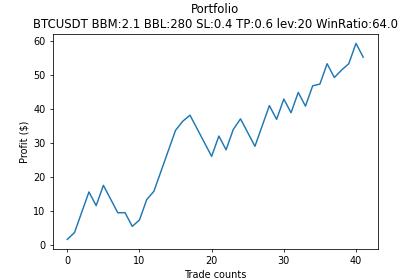 Portfolio
BTCUSDT BBM:2.1 BBL:280 SL:0.4 TP:0.6 lev:20 WinRatio:64.0
60
50
40
30
20
10
0
Profit ($)
0 10 20 30 40
Trade counts